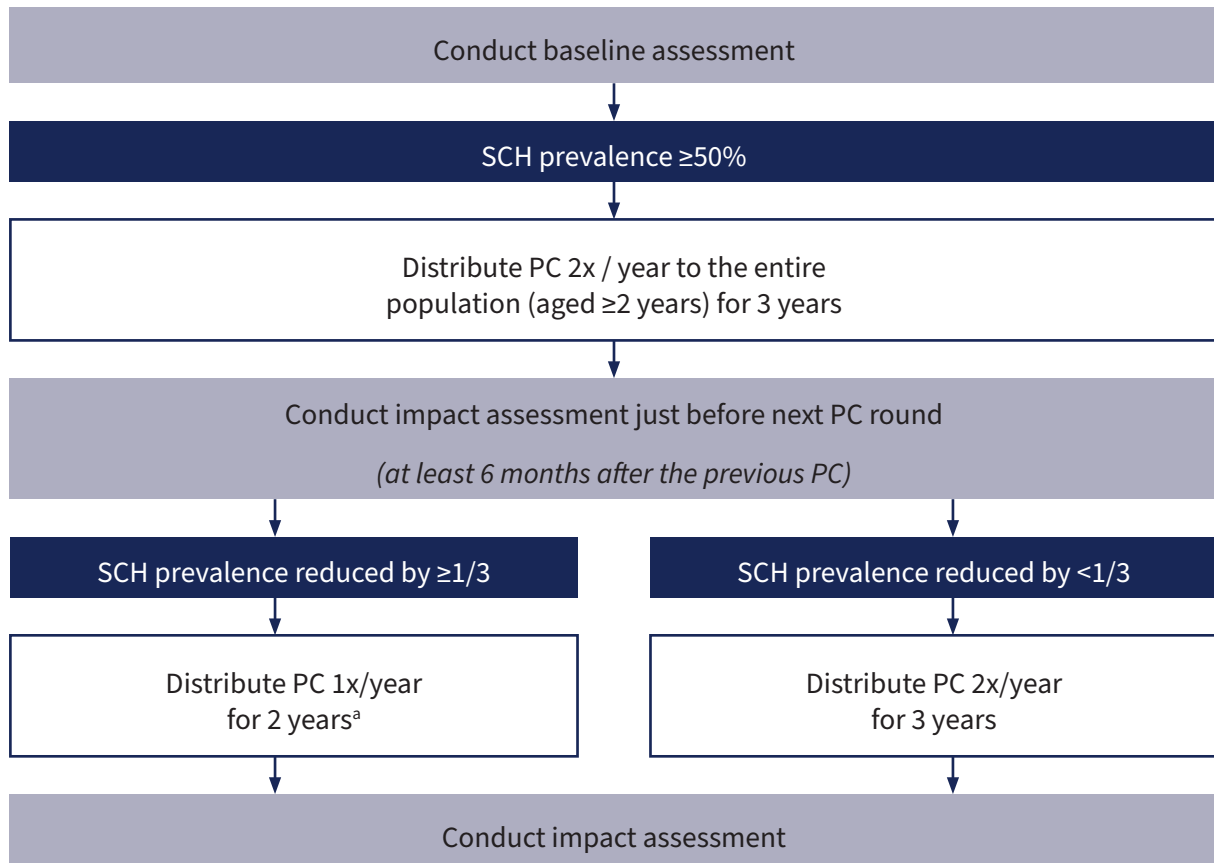 Conduct baseline assessment
SCH prevalence ≥50%
Distribute PC 2x / year to the entire
population (aged ≥2 years) for 3 years
Conduct impact assessment just before next PC round
(at least 6 months after the previous PC)
SCH prevalence reduced by ≥1/3
Distribute PC 1x/year
for 2 yearsᵃ
SCH prevalence reduced by <1/3
Distribute PC 2x/year
for 3 years
Conduct impact assessment